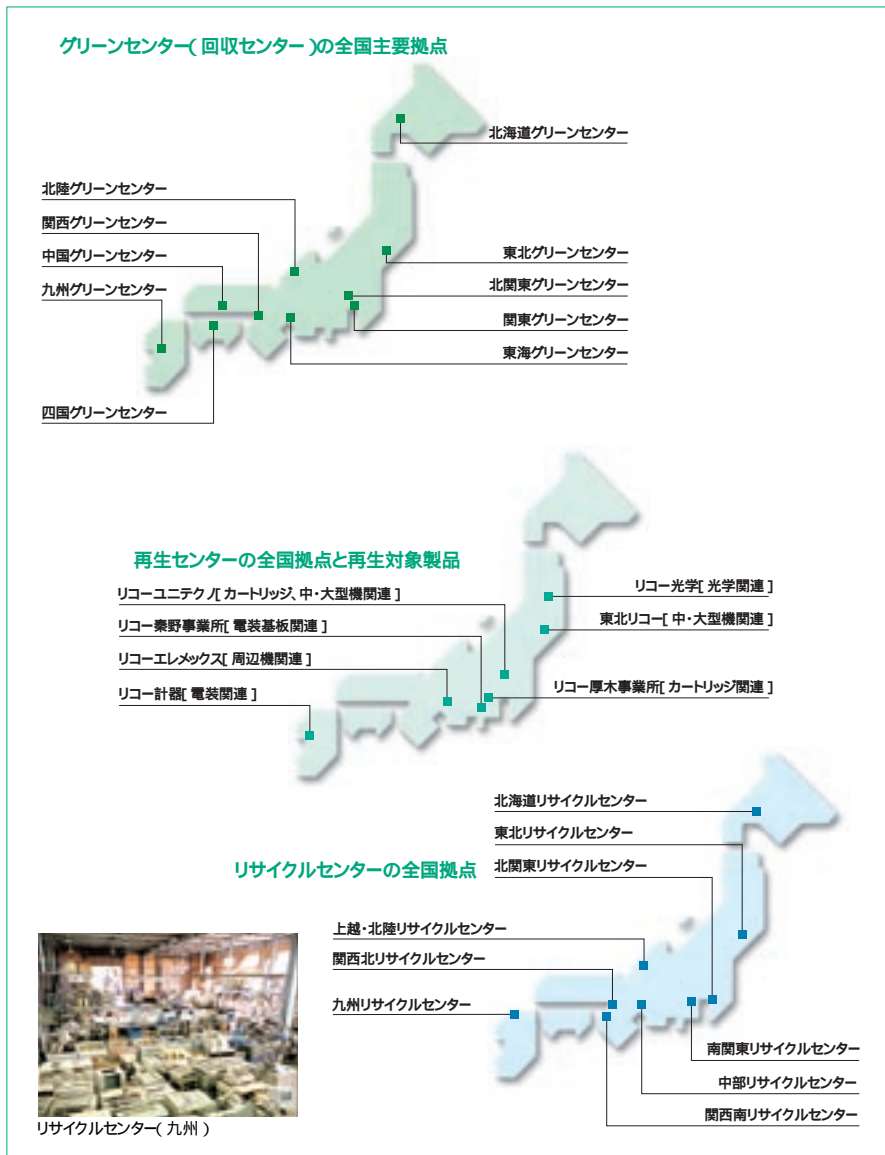 グリーンセンター(回収センター)の全国主要拠点
北海道グリーンセンター
北陸グリーンセンター
関西グリーンセンター
中国グリーンセンター
九州グリーンセンター
四国グリーンセンター
東北グリーンセンター
北関東グリーンセンター
関東グリーンセンター
東海グリーンセンター
再生センターの全国拠点と再生対象製品
リコーユニテクノ[カートリッジ、中・大型機関連]
リコー秦野事業所[電装基板関連]
リコーエレメックス[周辺機関連]
リコー計器[電装関連]
リコー光学[光学関連]
東北リコー[中・大型機関連]
リコー厚木事業所[カートリッジ関連]
リサイクルセンターの全国拠点
北海道リサイクルセンター
東北リサイクルセンター
北関東リサイクルセンター
上越・北陸リサイクルセンター
関西北リサイクルセンター
九州リサイクルセンター
南関東リサイクルセンター
中部リサイクルセンター
関西南リサイクルセンター
リサイクルセンター(九州)